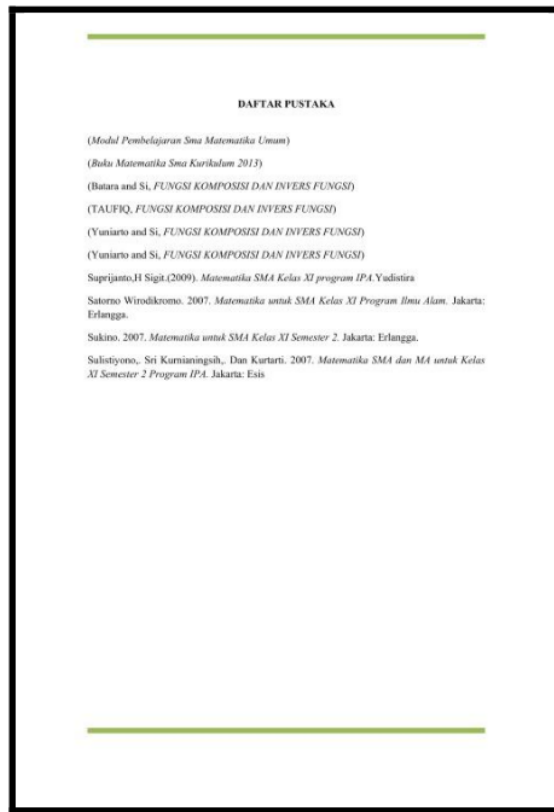 DAFTAR PUSTAKA
(Modul Pembelajaran Sma Matematika Umum)
(Buku Matematika Sma Kurikulum 2013)
(Batara and Si, FUNGSI KOMPOSISI DAN INVERS FUNGSI)
(TAUFIQ, FUNGSI KOMPOSISI DAN INVERS FUNGSI)
(Yuniarto and Si, FUNGSI KOMPOSISI DAN INVERS FUNGSI)
(Yuniarto and Si, FUNGSI KOMPOSISI DAN INVERS FUNGSI)
Suprijanto,H Sigit.(2009). Matematika SMA Kelas XI program IPA.Yudistira
Satorno Wirodikromo. 2007. Matematika untuk SMA Kelas XI Program Ilmu Alam. Jakarta:
Erlangga.
Sukino. 2007. Matematika untuk SMA Kelas XI Semester 2. Jakarta: Erlangga.
Sulistiyono,. Sri Kurnianingsih,. Dan Kurtarti. 2007. Matematika SMA dan MA untuk Kelas
XI Semester 2 Program IPA. Jakarta: Esis